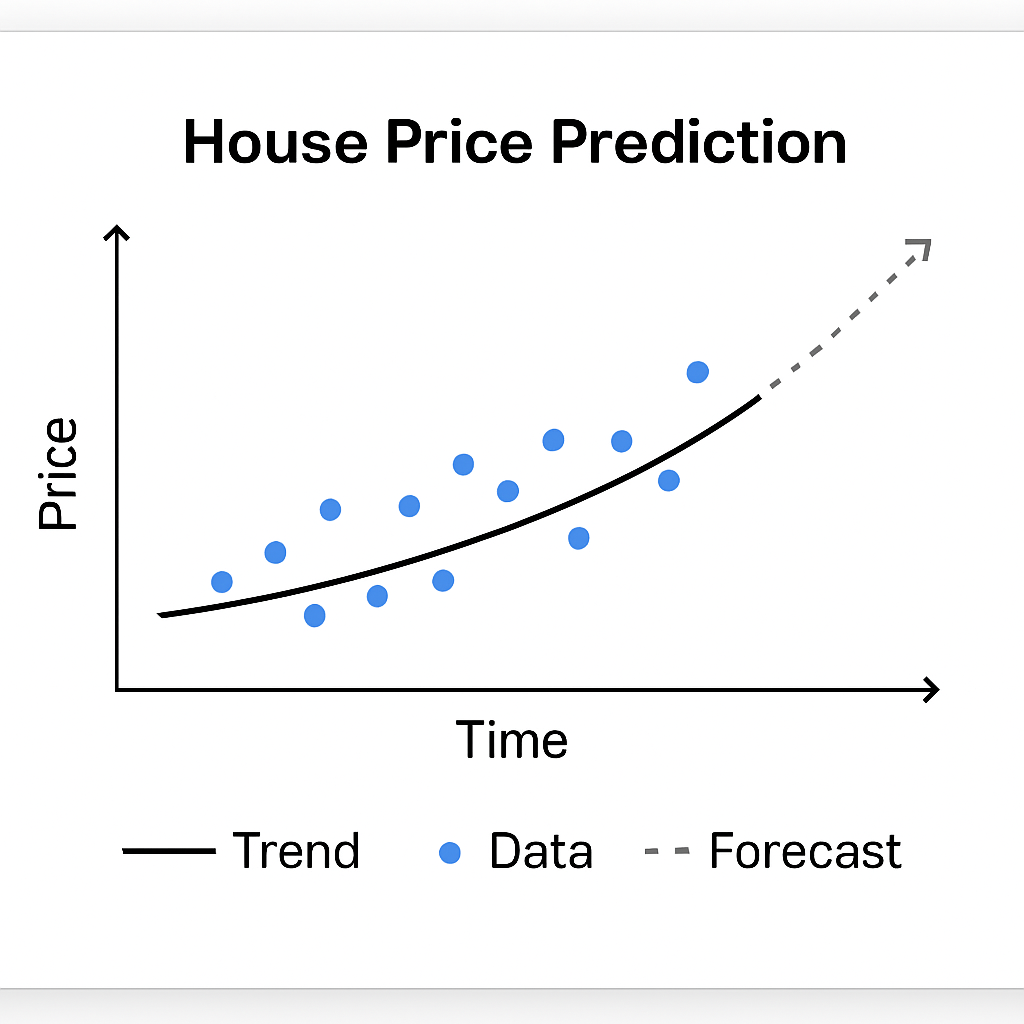 House Price Prediction
Price
Time
Trend
Data
Forecast